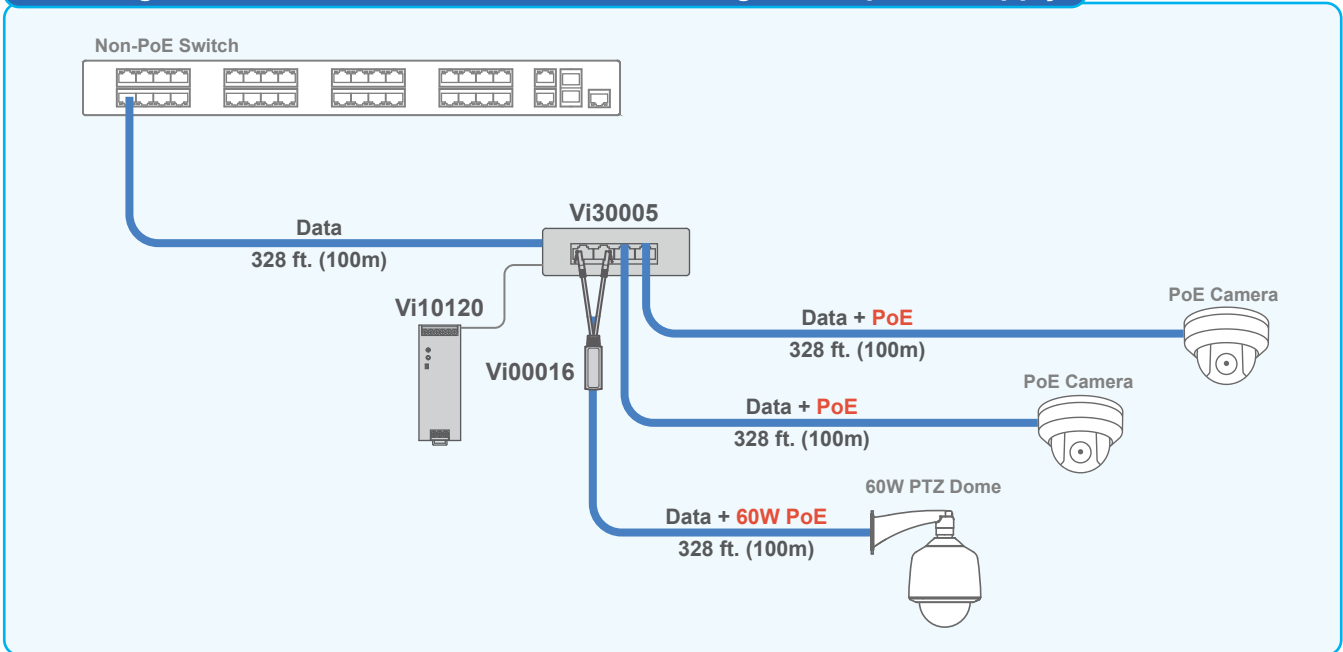 Non-PoE Switch
Data
328 ft. (100m)
Vi30005
Vi10120
Vi00016
Data + PoE
328 ft. (100m)
PoE Camera
Data + PoE
328 ft. (100m)
PoE Camera
Data + 60W PoE
328 ft. (100m)
60W PTZ Dome